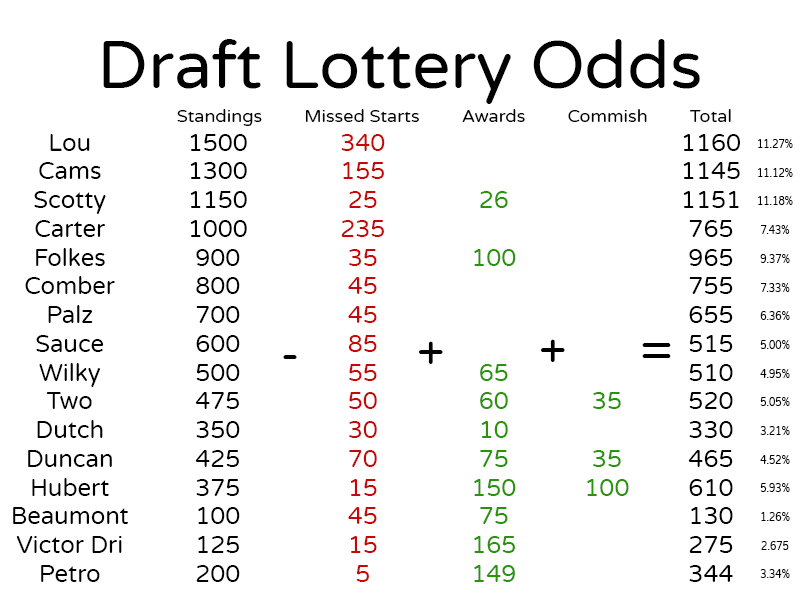 Draft Lottery Odds
Standings Missed Starts Awards Commish Total
Lou 1500 340 1160 11.27%
Cams 1300 155 1145 11.12%
Scotty 1150 25 26 1151 11.18%
Carter 1000 235 765 7.43%
Folkes 900 35 100 965 9.37%
Comber 800 45 755 7.33%
Palz 700 45 655 6.36%
Sauce 600 - 85 + + = 515 5.00%
Wilky 500 55 65 510 4.95%
Two 475 50 60 35 520 5.05%
Dutch 350 30 10 330 3.21%
Duncan 425 70 75 35 465 4.52%
Hubert 375 15 150 100 610 5.93%
Beaumont 100 45 75 130 1.26%
Victor Dri 125 15 165 275 2.675
Petro 200 5 149 344 3.34%